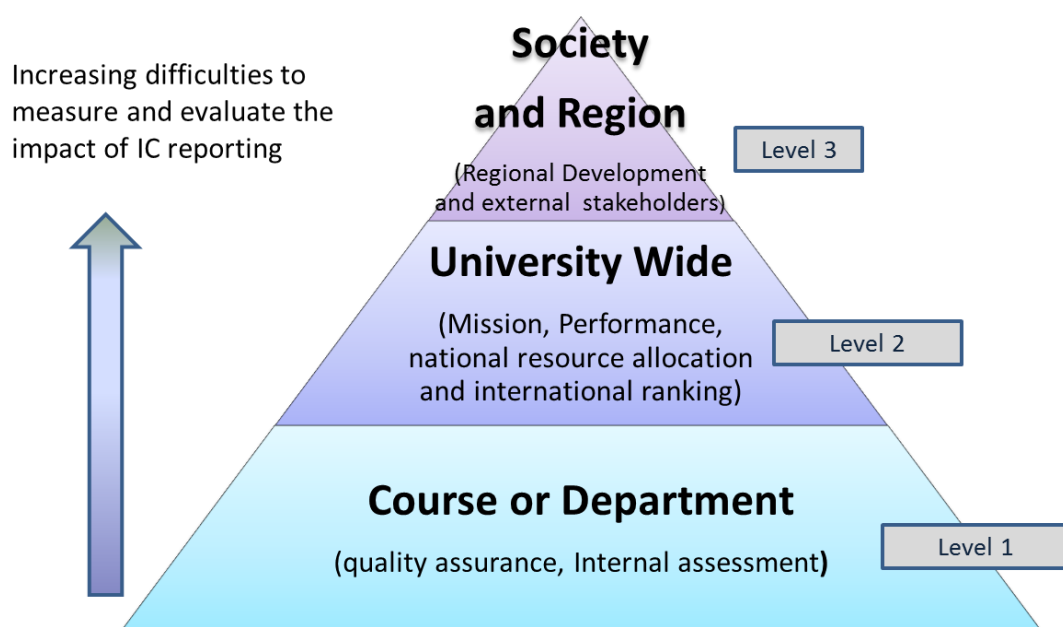 Increasing difficulties to
measure and evaluate the
impact of IC reporting
Society
and Region
(Regional Development
and external stakeholders)
Level 3
University Wide
(Mission, Performance,
national resource allocation
and international ranking)
Level 2
Course or Department
(quality assurance, Internal assessment)
Level 1